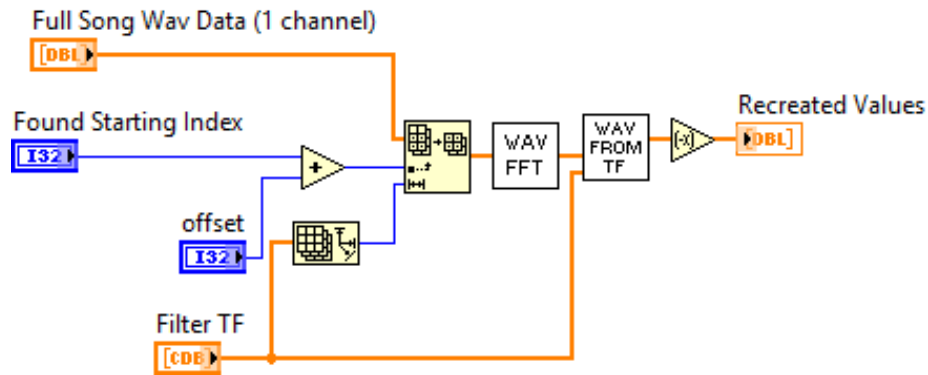 Full Song Wav Data (1 channel)
[DBL]
Found Starting Index
I32
+
offset
I32
Filter TF
[CDB]
WAV
FFT
WAV
FROM
TF
[-x]
Recreated Values
[DBL]